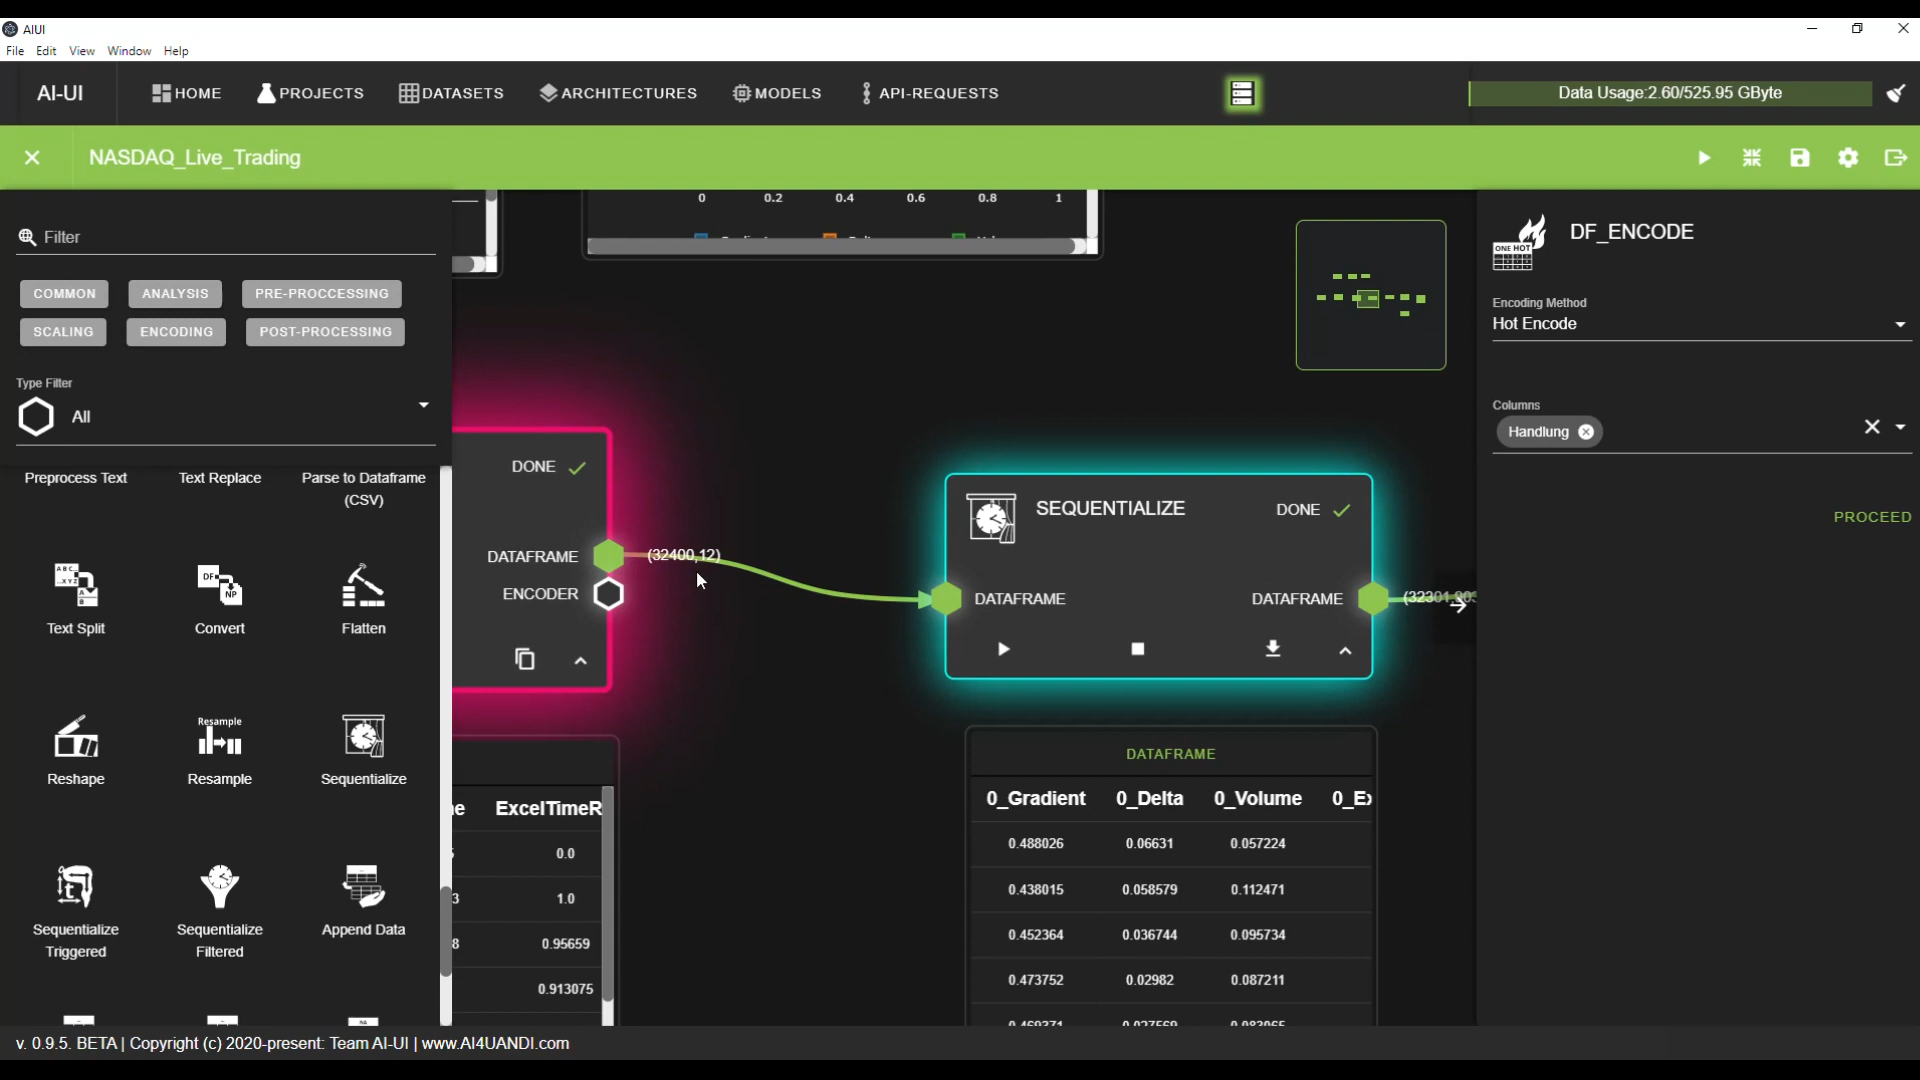 AIUI
File Edit View Window Help
AI-UI
HOME
PROJECTS
DATASETS
ARCHITECTURES
MODELS
API-REQUESTS
Data Usage:2.60/525.95 GByte
NASDAQ_Live_Trading
Filter
COMMON ANALYSIS PRE-PROCCESSING
SCALING ENCODING POST-PROCESSING
Type Filter
All
Preprocess Text
Text Replace
Parse to Dataframe
(CSV)
ABC..
..XYZ
Text Split
DF
NP
Convert
Flatten
Reshape
Resample
Resample
Sequentialize
Sequentialize
Triggered
Sequentialize
Filtered
Append Data
0 0.2 0.4 0.6 0.8 1
DONE
DATAFRAME
ENCODER
(32400,12)
ExcelTimeR
0.0
1.0
0.95659
0.913075
SEQUENTIALIZE
DONE
DATAFRAME
DATAFRAME
DATAFRAME
0_Gradient 0_Delta 0_Volume
0.488026 0.06631 0.057224
0.438015 0.058579 0.112471
0.452364 0.036744 0.095734
0.473752 0.02982 0.087211
ONE HOT
DF_ENCODE
Encoding Method
Hot Encode
Columns
Handlung
PROCEED
v. 0.9.5. BETA | Copyright (c) 2020-present: Team AI-UI | www.AI4UANDI.com